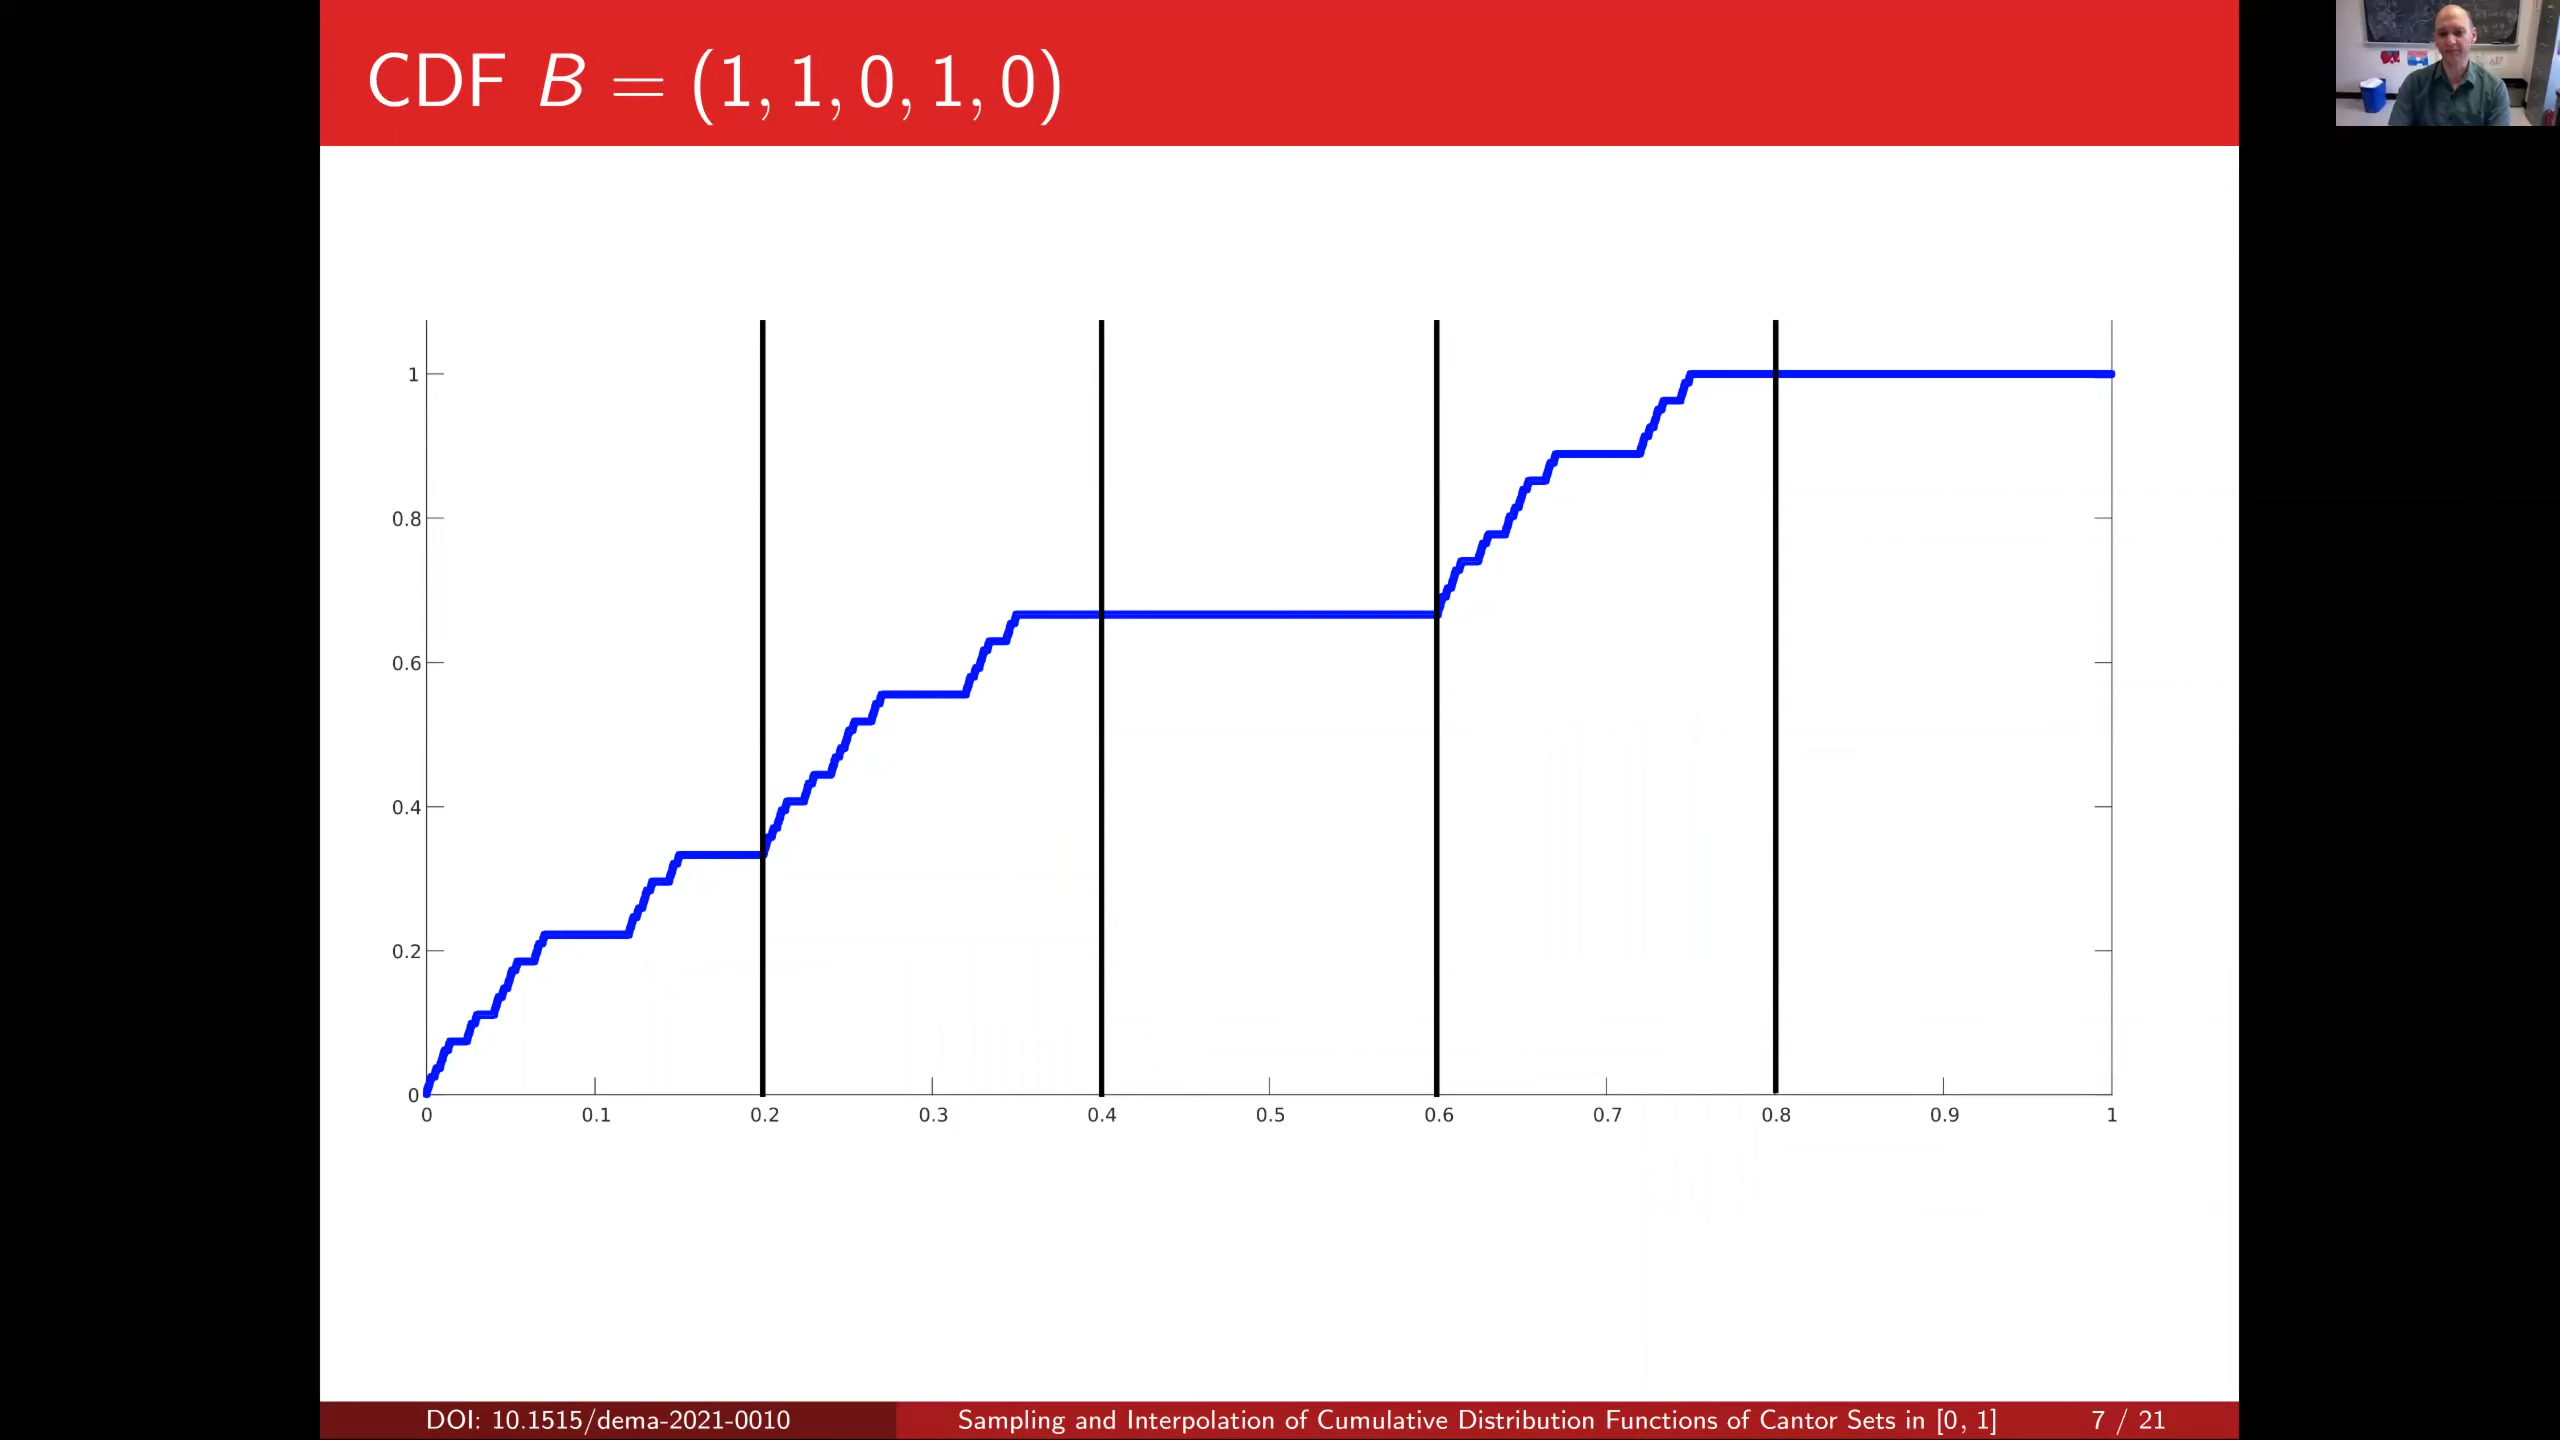 CDF B = (1, 1, 0, 1, 0)
1
0.8
0.6
0.4
0.2
0
0 0.1 0.2 0.3 0.4 0.5 0.6 0.7 0.8 0.9 1
DOI: 10.1515/dema-2021-0010 Sampling and Interpolation of Cumulative Distribution Functions of Cantor Sets in [0, 1] 7 / 21